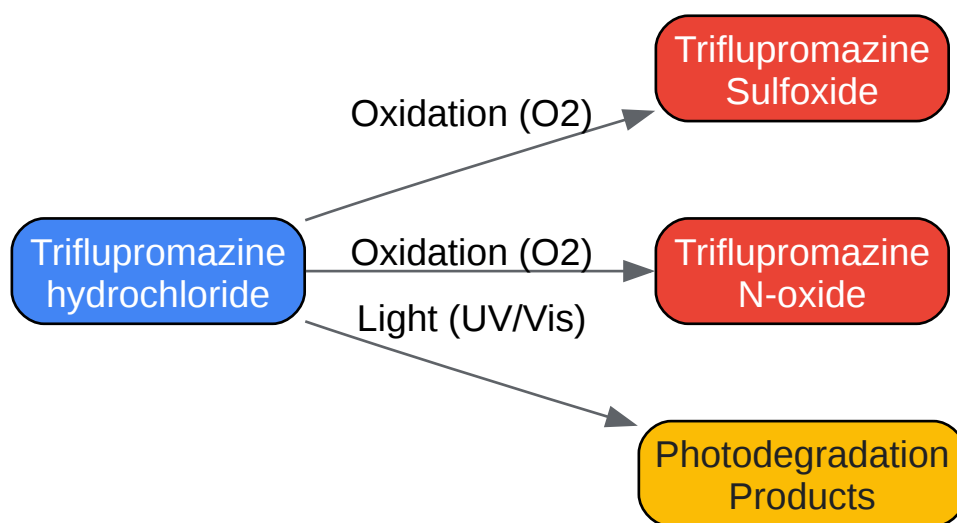 Triflupromazine
Sulfoxide
Oxidation (O2)
Triflupromazine
hydrochloride
Oxidation (O2)
Triflupromazine
N-oxide
Light (UV/Vis)
Photodegradation
Products